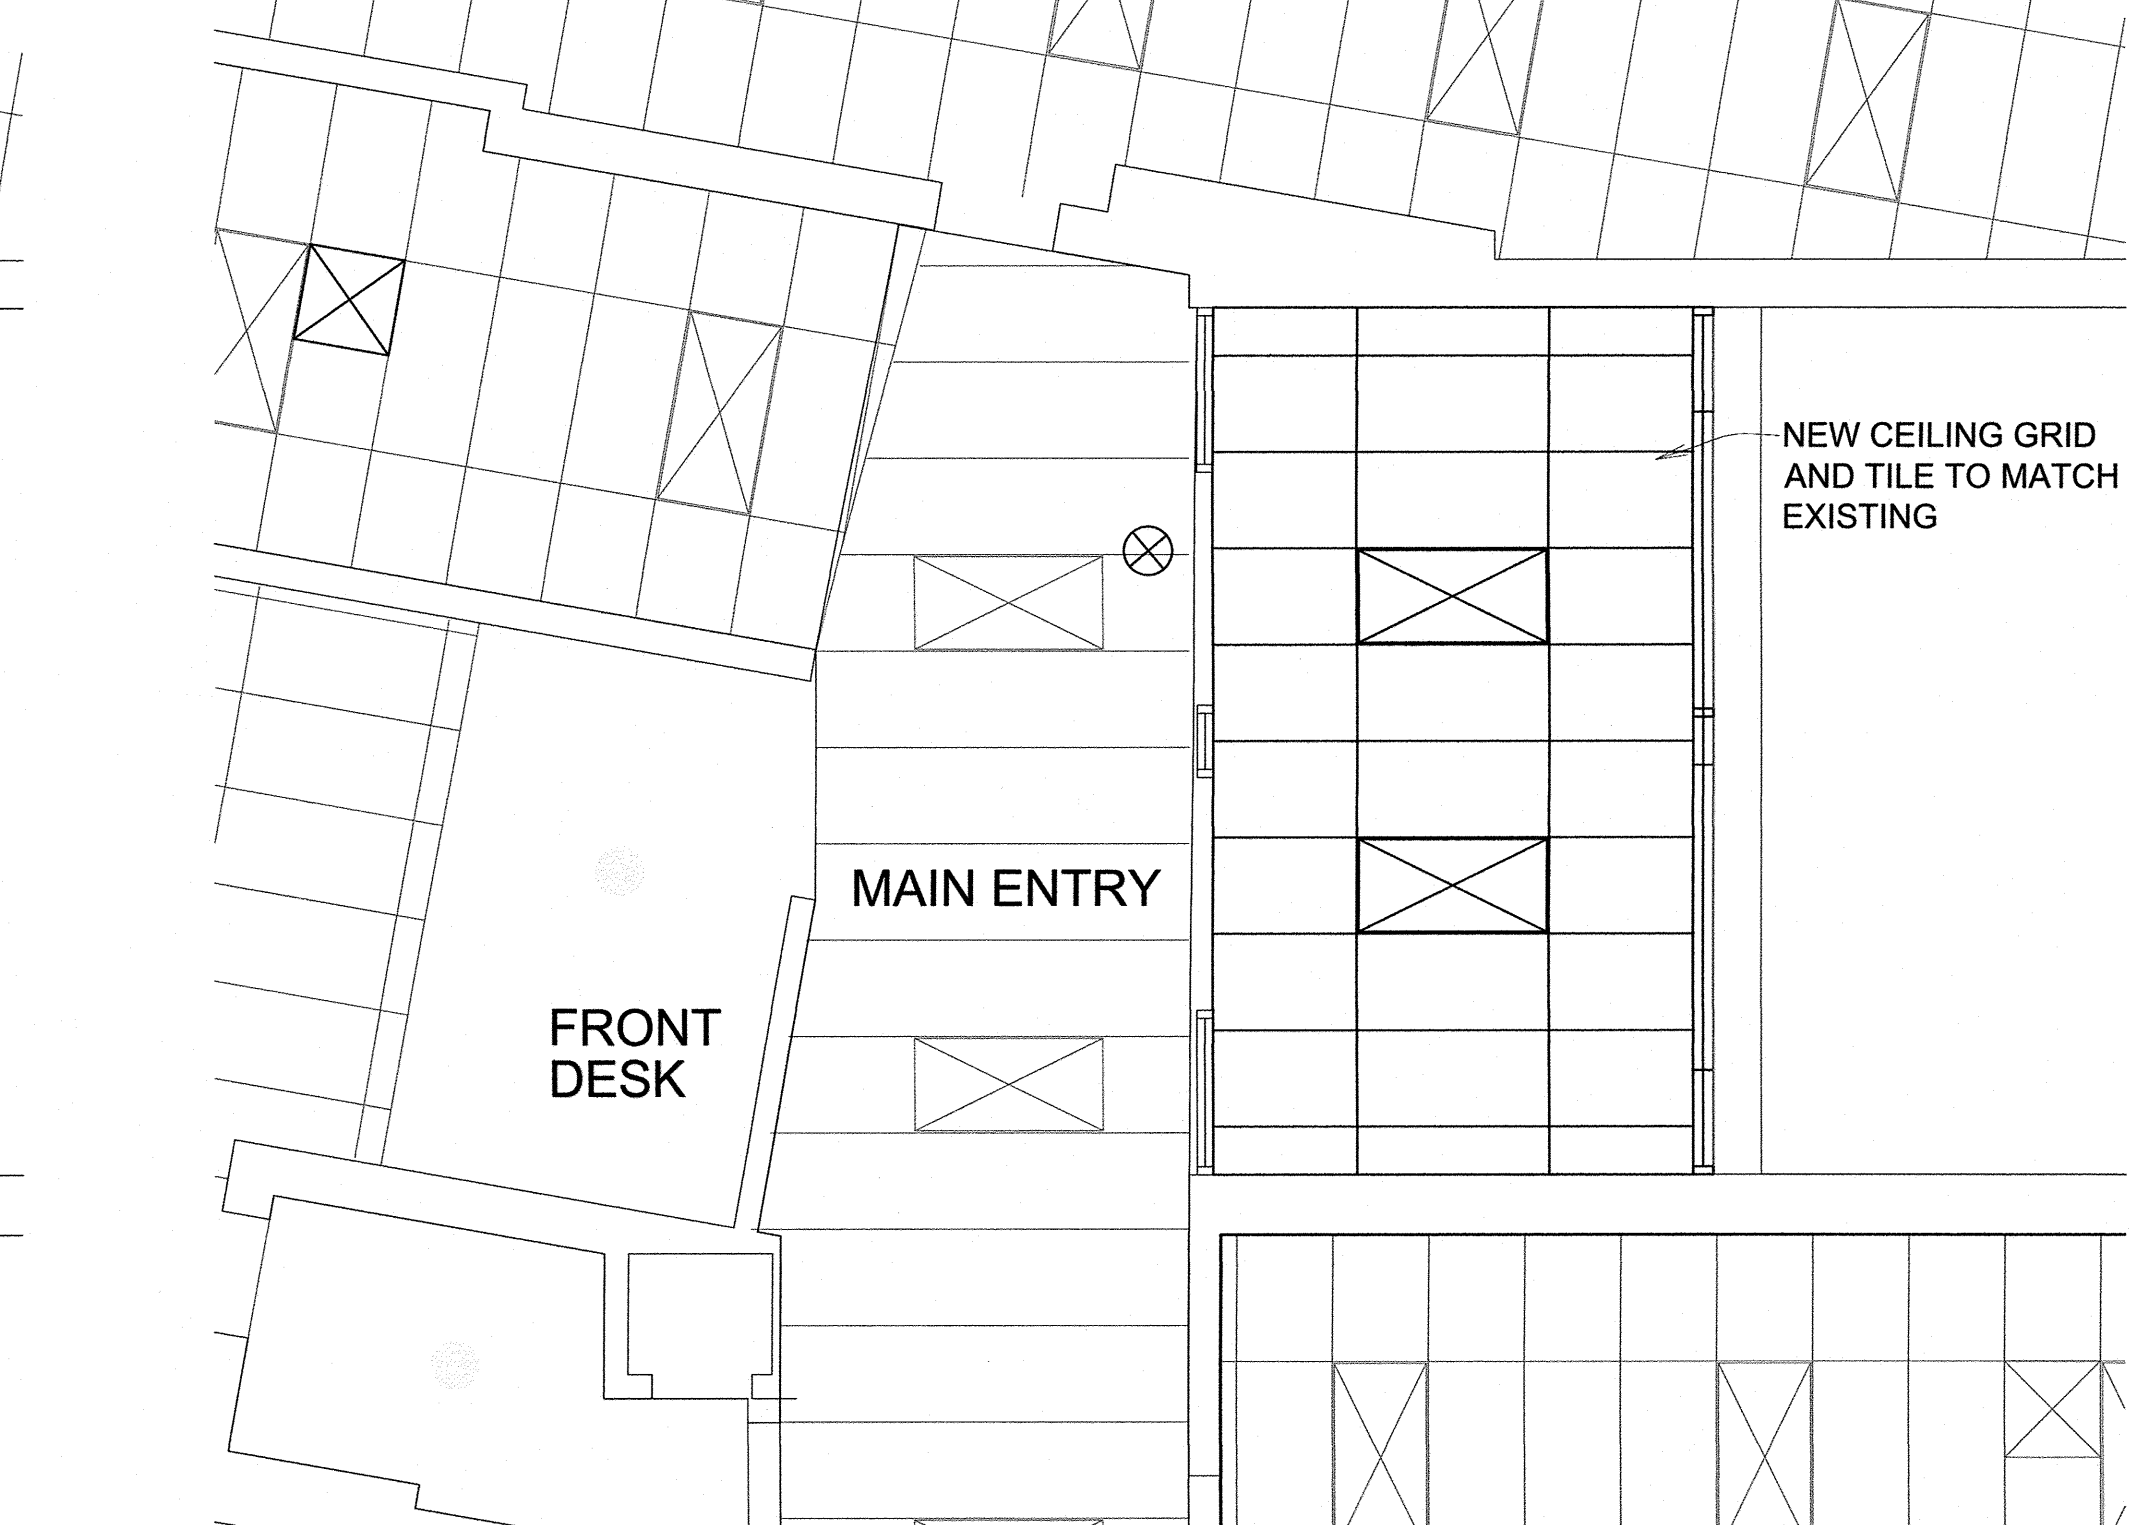 NEW CEILING GRID
AND TILE TO MATCH
EXISTING
MAIN ENTRY
FRONT
DESK